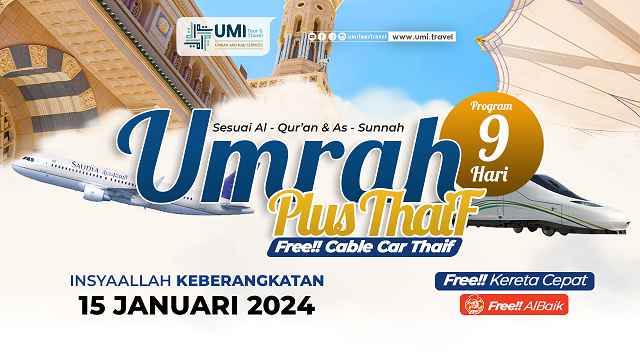 UMI Tour & Travel
UMRAH AND HAJJ SERVICES
umitourtravel
www.umi.travel
Sesuai Al - Qur'an & As - Sunnah
Program
9
Hari
Umrah
Plus ThaiF
Free!! Cable Car Thaif
SAUDIA السعودية
INSYAALLAH KEBERANGKATAN
15 JANUARI 2024
Free!! Kereta Cepat
Free!! AlBaik